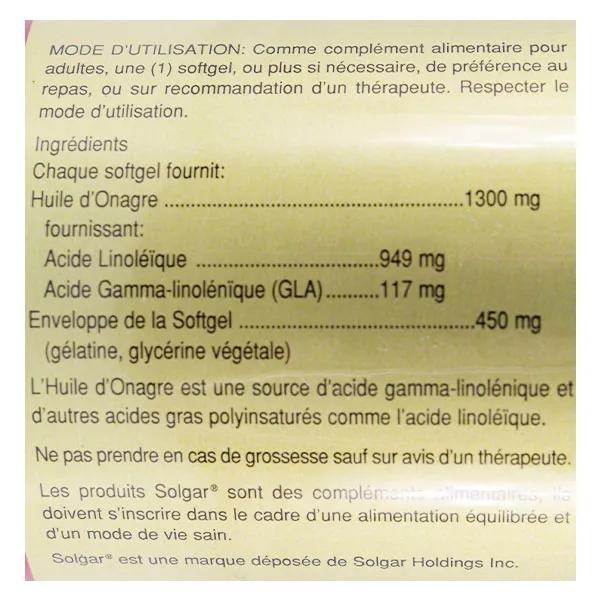 MODE D'UTILISATION: Comme complément alimentaire pour
adultes, une (1) softgel, ou plus si nécessaire, de préférence au
repas, ou sur recommandation d'un thérapeute. Respecter le
mode d'utilisation.
Ingrédients
Chaque softgel fournit:
Huile d'Onagre ..................................................1300 mg
fournissant:
Acide Linoléïque ..............................949 mg
Acide Gamma-linolénïque (GLA)..........117 mg
Enveloppe de la Softgel .......................................450 mg
(gélatine, glycérine végétale)
L'Huile d'Onagre est une source d'acide gamma-linolénique et
d'autres acides gras polyinsaturés comme l'acide linoléïque.
Ne pas prendre en cas de grossesse sauf sur avis d'un thérapeute.
Les produits Solgar® sont des compléments alimentaires, ils
doivent s'inscrire dans le cadre d'une alimentation équilibrée et
d'un mode de vie sain.
Solgar® est une marque déposée de Solgar Holdings Inc.